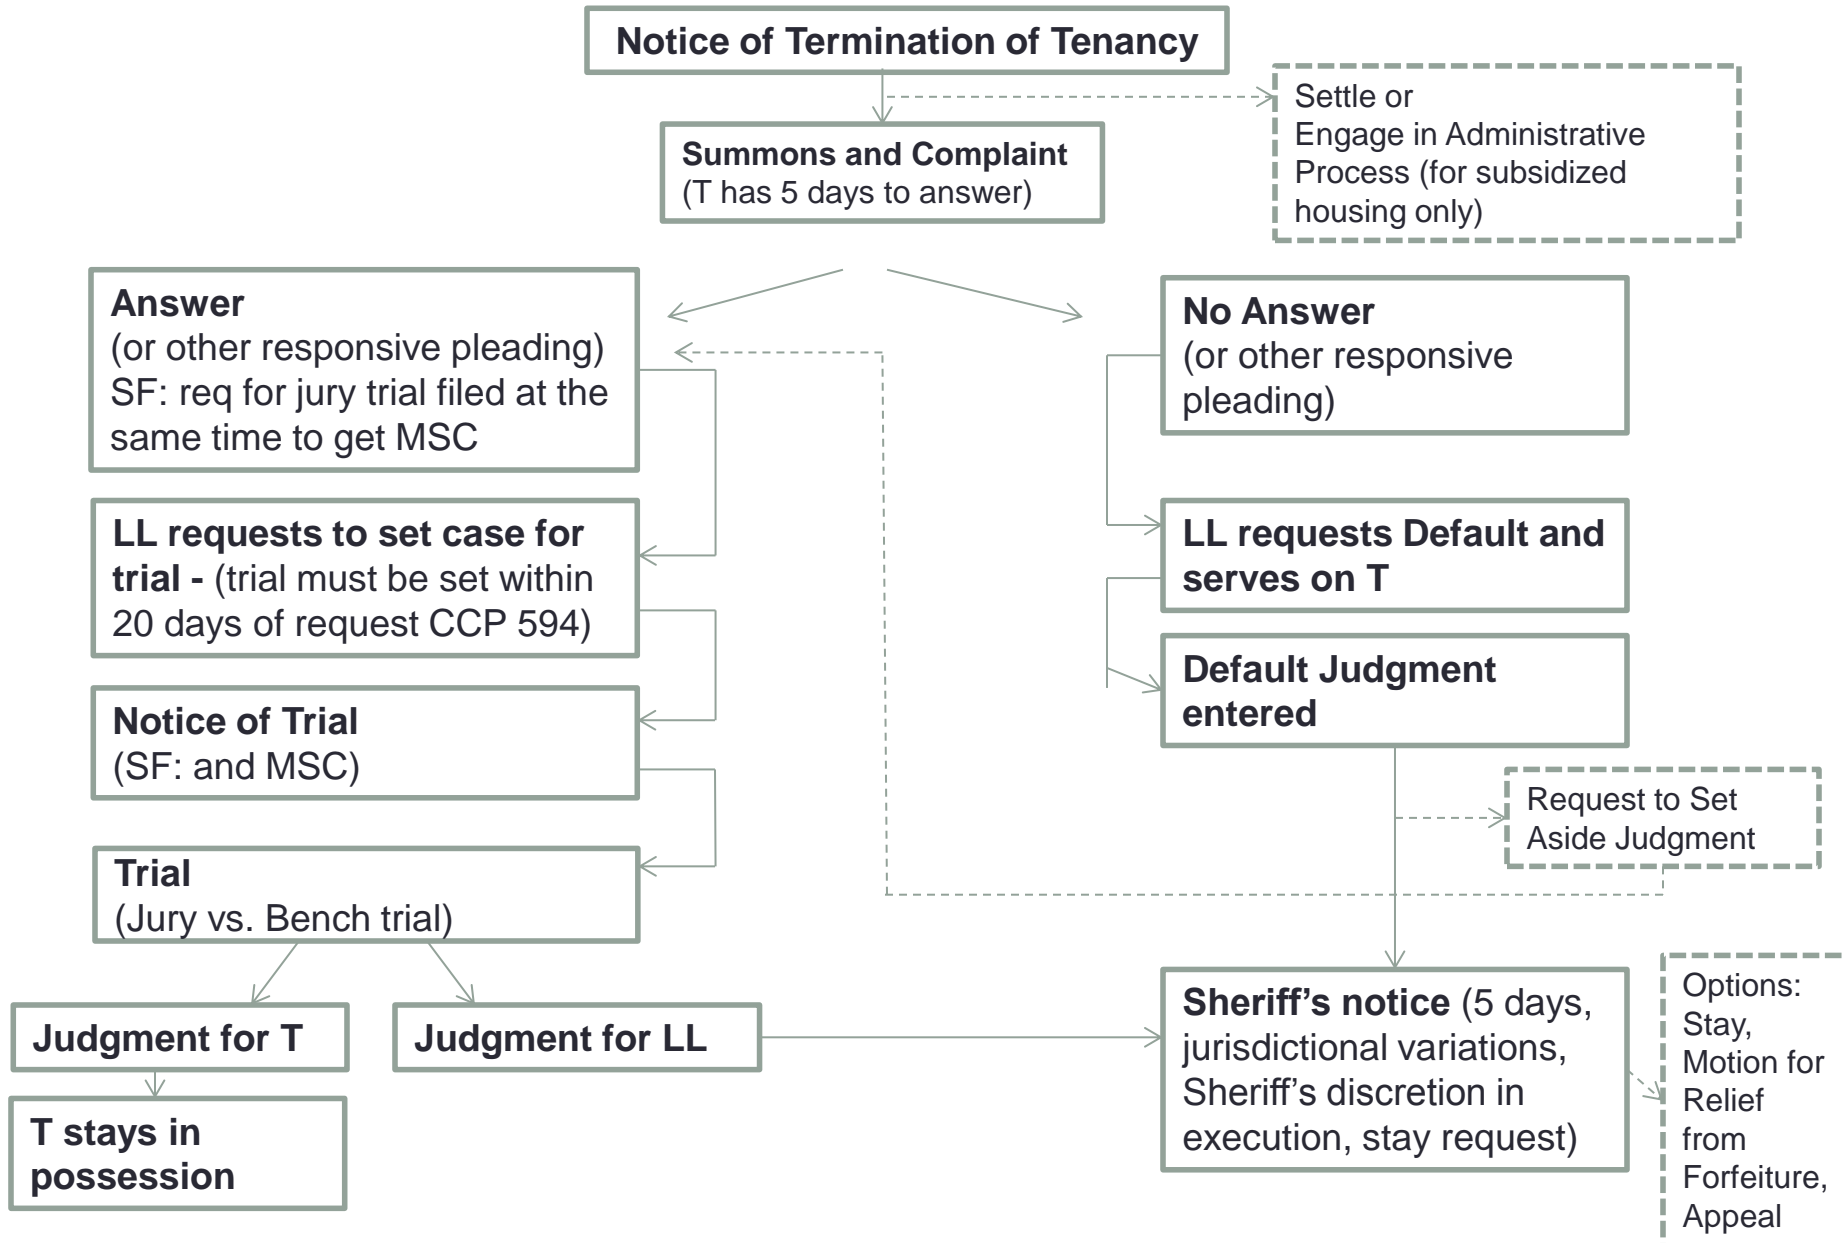 Notice of Termination of Tenancy
Settle or
Engage in Administrative
Process (for subsidized
housing only)
Summons and Complaint
(T has 5 days to answer)
Answer
(or other responsive pleading)
SF: req for jury trial filed at the
same time to get MSC
No Answer
(or other responsive
pleading)
LL requests to set case for
trial - (trial must be set within
20 days of request CCP 594)
LL requests Default and
serves on T
Default Judgment
entered
Notice of Trial
(SF: and MSC)
Request to Set
Aside Judgment
Trial
(Jury vs. Bench trial)
Judgment for T
Judgment for LL
Sheriff’s notice (5 days,
jurisdictional variations,
Sheriff’s discretion in
execution, stay request)
Options:
Stay,
Motion for
Relief
from
Forfeiture,
Appeal
T stays in
possession